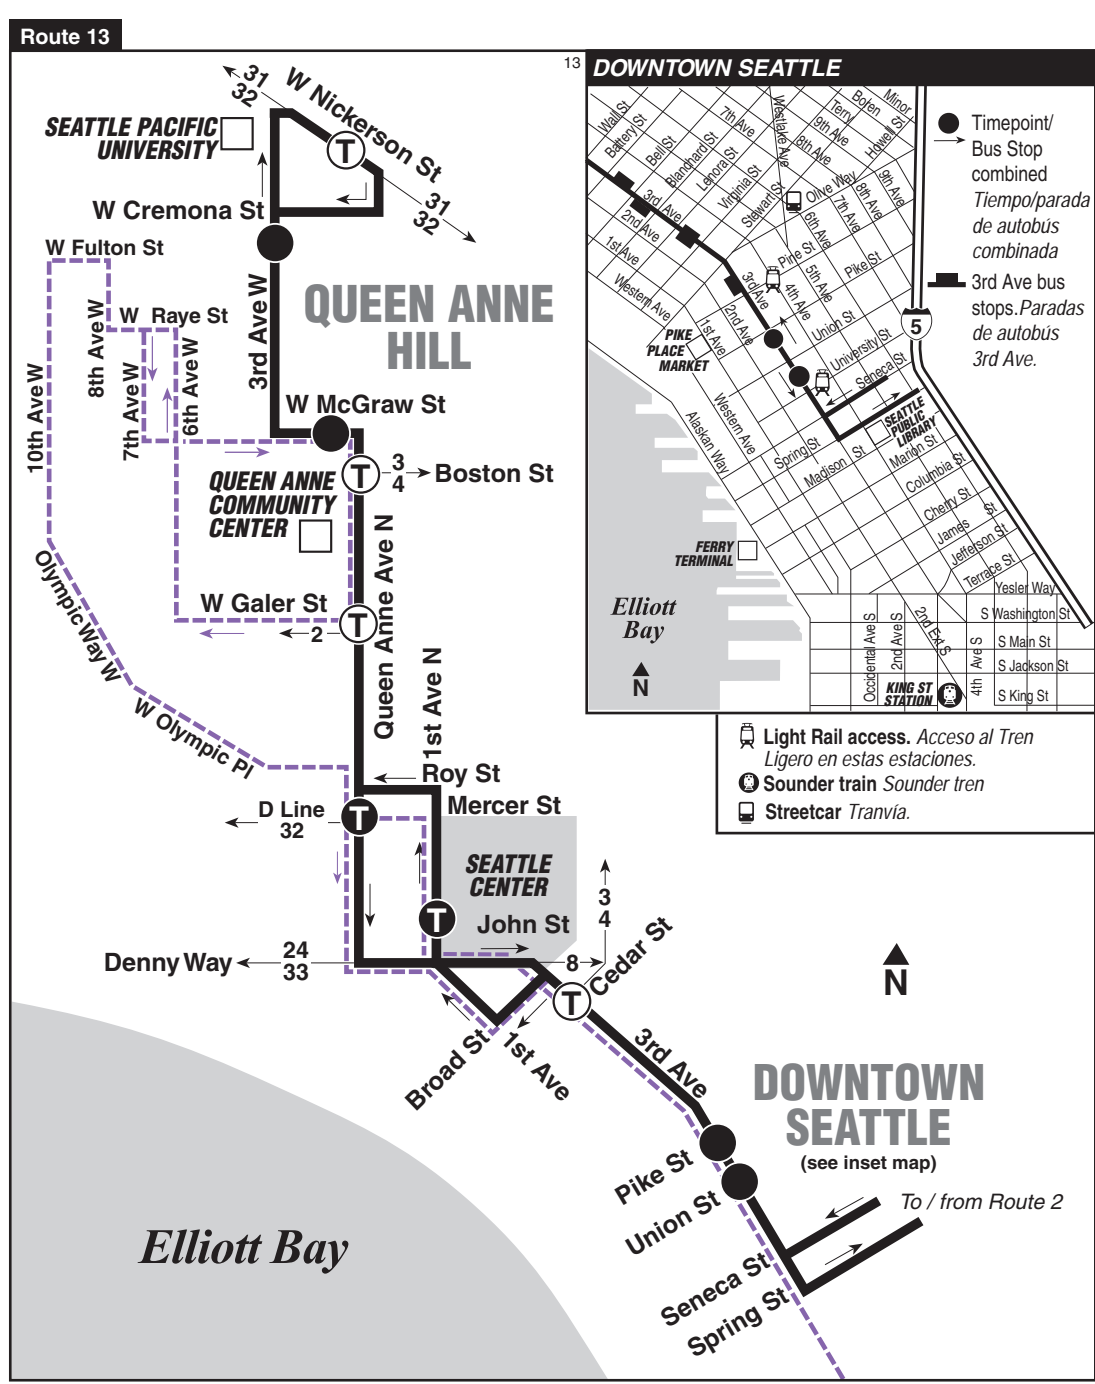 Route 13
31
32
W Nickerson St
SEATTLE PACIFIC
UNIVERSITY
T
31
32
W Cremona St
W Fulton St
3rd Ave W
QUEEN ANNE
HILL
W Raye St
8th Ave W
7th Ave W
6th Ave W
10th Ave W
W McGraw St
T
3
4
Boston St
QUEEN ANNE
COMMUNITY
CENTER
Queen Anne Ave N
W Galer St
T
2
Olympic Way W
W Olympic Pl
1st Ave N
Roy St
Mercer St
D Line
32
T
SEATTLE
CENTER
T
John St
3
4
Denny Way
24
33
8
Cedar St
T
Broad St
1st Ave
3rd Ave
DOWNTOWN
SEATTLE
(see inset map)
Pike St
Union St
To / from Route 2
Seneca St
Spring St
Elliott Bay
N
13
DOWNTOWN SEATTLE
Wall St
Battery St
Bell St
Blanchard St
Lenora St
Virginia St
Stewart St
Westlake Ave
7th Ave
8th Ave
9th Ave
Terry
Boren
Minor
Howell St
Olive Way
9th Ave
8th Ave
7th Ave
6th Ave
5th Ave
4th Ave
3rd Ave
2nd Ave
1st Ave
Western Ave
3rd Ave
2nd Ave
1st Ave
Pine St
Pike St
Union St
University St
Seneca St
PIKE
PLACE
MARKET
5
SEATTLE
PUBLIC
LIBRARY
Western Ave
Alaskan Way
Spring St
Madison St
Marion St
Columbia St
Cherry St
James St
Jefferson St
Terrace St
Yesler Way
FERRY
TERMINAL
Elliott
Bay
N
Occidental Ave S
2nd Ave S
2nd Ext S
4th Ave S
S Washington St
S Main St
S Jackson St
S King St
KING ST
STATION
Timepoint/
Bus Stop
combined
Tiempo/parada
de autobús
combinada
3rd Ave bus
stops. Paradas
de autobús
3rd Ave.
Light Rail access. Acceso al Tren
Ligero en estas estaciones.
Sounder train Sounder tren
Streetcar Tranvía.